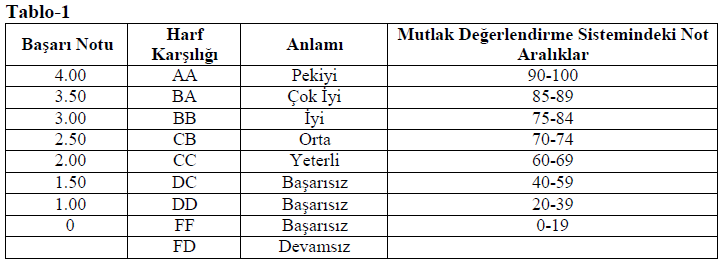 Tablo-1
Başarı Notu | Harf Karşılığı | Anlamı | Mutlak Değerlendirme Sistemindeki Not Aralıklar
4.00 | AA | Pekiyi | 90-100
3.50 | BA | Çok İyi | 85-89
3.00 | BB | İyi | 75-84
2.50 | CB | Orta | 70-74
2.00 | CC | Yeterli | 60-69
1.50 | DC | Başarısız | 40-59
1.00 | DD | Başarısız | 20-39
0 | FF | Başarısız | 0-19
FD | Devamsız